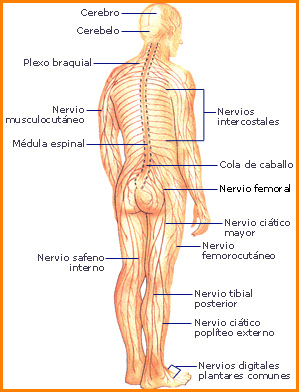 Cerebro
Cerebelo
Plexo braquial
Nervio
musculocutáneo
Nervios
intercostales
Médula espinal
Cola de caballo
Nervio femoral
Nervio ciático
mayor
Nervio
femorocutáneo
Nervio safeno
interno
Nervio tibial
posterior
Nervio ciático
poplíteo externo
Nervios digitales
plantares comunes